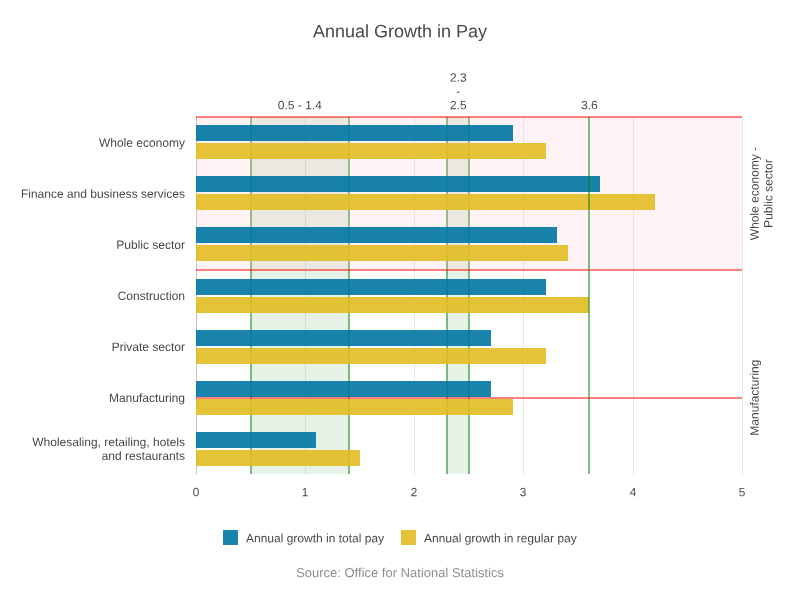 Annual Growth in Pay
2.3
-
0.5 - 1.4
2.5
3.6
Whole economy
Finance and business services
Public sector
Construction
Private sector
Manufacturing
Wholesaling, retailing, hotels
and restaurants
Whole economy -
Public sector
Manufacturing
0
1
2
3
4
5
Annual growth in total pay
Annual growth in regular pay
Source: Office for National Statistics